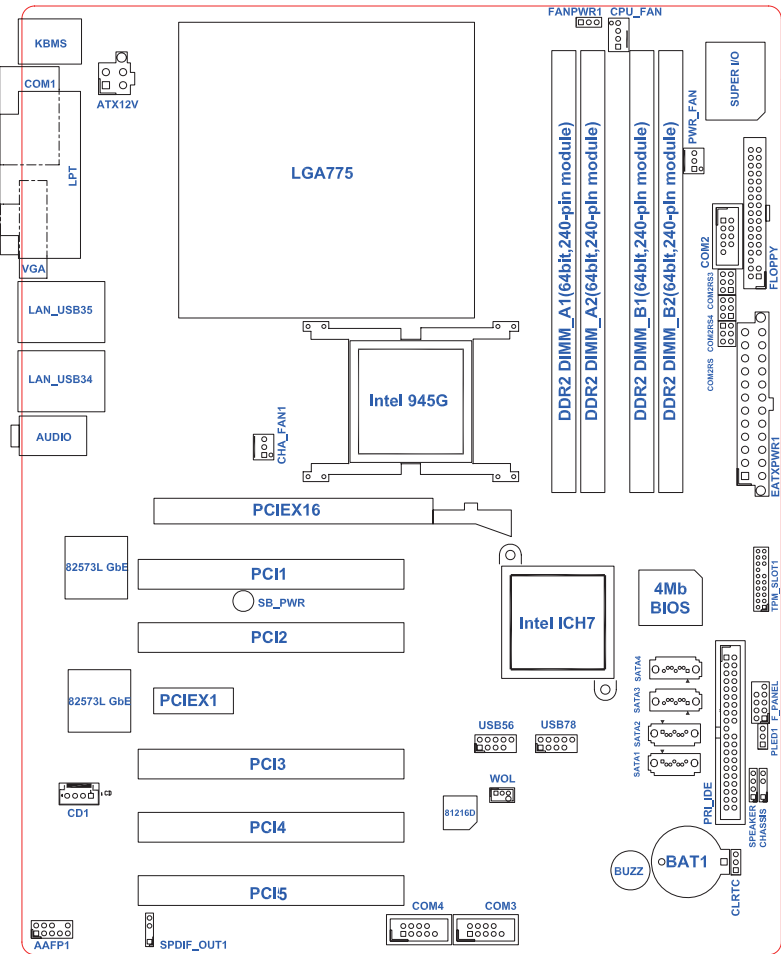 FANPWR1 CPU_FAN
KBMS
COM1
ATX12V
LPT
VGA
LGA775
SUPER I/O
PWR_FAN
DDR2 DIMM_A1(64bit,240-pin module)
DDR2 DIMM_A2(64bit,240-pin module)
DDR2 DIMM_B1(64bit,240-pin module)
DDR2 DIMM_B2(64bit,240-pin module)
COM2
FLOPPY
COM2RS3
COM2RS4
COM2RS
LAN_USB35
LAN_USB34
AUDIO
CHA_FAN1
Intel 945G
EATXPWR1
PCIEX16
82573L GbE
PCI1
SB_PWR
PCI2
Intel ICH7
4Mb
BIOS
TPM_SLOT1
82573L GbE
PCIEX1
SATA4
SATA3
SATA2
SATA1
F_PANEL
PLED1
USB56
USB78
PCI3
WOL
PRI_IDE
SPEAKER
CHASSIS
CD1
81216D
PCI4
BUZZ
BAT1
CLRTC
PCI5
COM4
COM3
AAFP1
SPDIF_OUT1